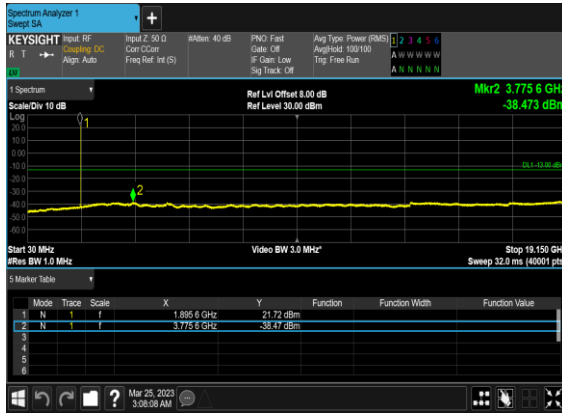 Spectrum Analyzer 1
Swept SA
+
KEYSIGHT Input: RF Input Z: 50 Ω #Atten: 40 dB PNO: Fast Avg Type: Power (RMS) 1 2 3 4 5 6
R T Coupling: DC Corr CCorr Gate: Off Avg|Hold: 100/100 A W W W W W
Align: Auto Freq Ref: Int (S) IF Gain: Low Trig: Free Run
LXI Sig Track: Off A N N N N N
1 Spectrum Ref Lvl Offset 8.00 dB Mkr2 3.775 6 GHz
Scale/Div 10 dB Ref Level 30.00 dBm -38.473 dBm
Log
20.0
10.0
0.00
-10.0
-20.0
-30.0
-40.0
-50.0
-60.0
1
DL1 -13.00 dBm
2
Start 30 MHz Video BW 3.0 MHz* Stop 19.150 GHz
#Res BW 1.0 MHz Sweep 32.0 ms (40001 pts)
5 Marker Table
Mode Trace Scale X Y Function Function Width Function Value
1 N 1 f 1.895 6 GHz 21.72 dBm
2 N 1 f 3.775 6 GHz -38.47 dBm
3
4
5
6
? Mar 25, 2023
3:08:08 AM